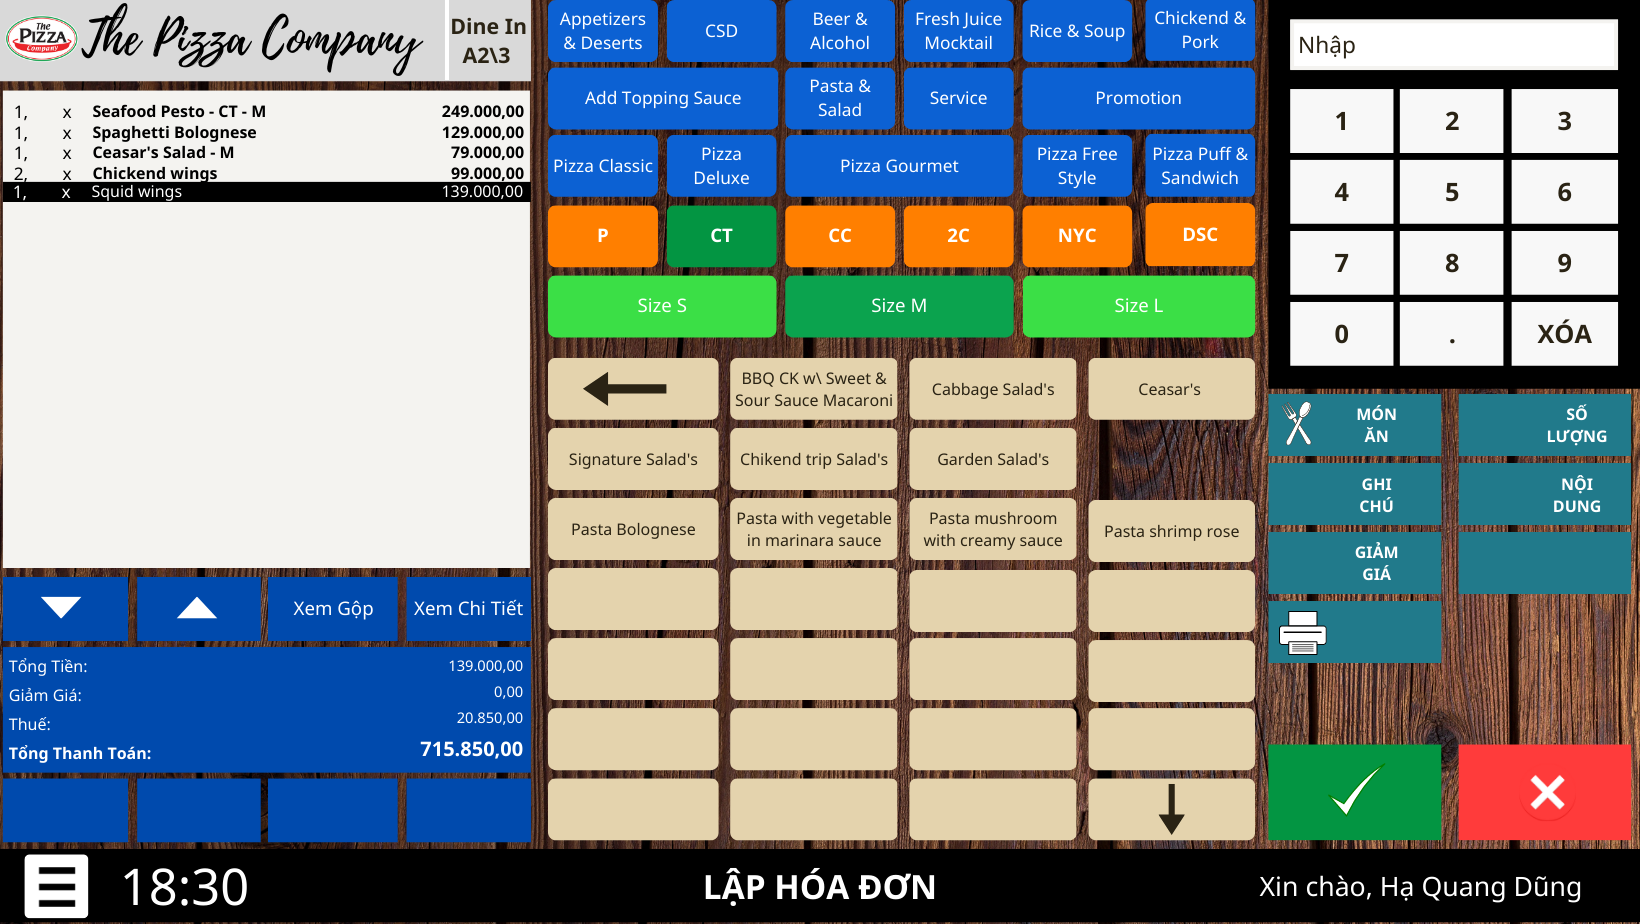 The
PIZZA
Company
The Pizza Company
Dine In
A2\3
1, x Seafood Pesto - CT - M 249.000,00
1, x Spaghetti Bolognese 129.000,00
1, x Ceasar's Salad - M 79.000,00
2, x Chickend wings 99.000,00
1, x Squid wings 139.000,00
Xem Gộp
Xem Chi Tiết
Tổng Tiền: 139.000,00
Giảm Giá: 0,00
Thuế: 20.850,00
Tổng Thanh Toán: 715.850,00
Appetizers
& Deserts
CSD
Beer &
Alcohol
Fresh Juice
Mocktail
Rice & Soup
Chickend &
Pork
Add Topping Sauce
Pasta &
Salad
Service
Promotion
Pizza Classic
Pizza
Deluxe
Pizza Gourmet
Pizza Free
Style
Pizza Puff &
Sandwich
P
CT
CC
2C
NYC
DSC
Size S
Size M
Size L
BBQ CK w\ Sweet &
Sour Sauce Macaroni
Cabbage Salad's
Ceasar's
Signature Salad's
Chikend trip Salad's
Garden Salad's
Pasta Bolognese
Pasta with vegetable
in marinara sauce
Pasta mushroom
with creamy sauce
Pasta shrimp rose
Nhập
1 2 3
4 5 6
7 8 9
0 . XÓA
MÓN
ĂN
SỐ
LƯỢNG
GHI
CHÚ
NỘI
DUNG
GIẢM
GIÁ
18:30
LẬP HÓA ĐƠN
Xin chào, Hạ Quang Dũng